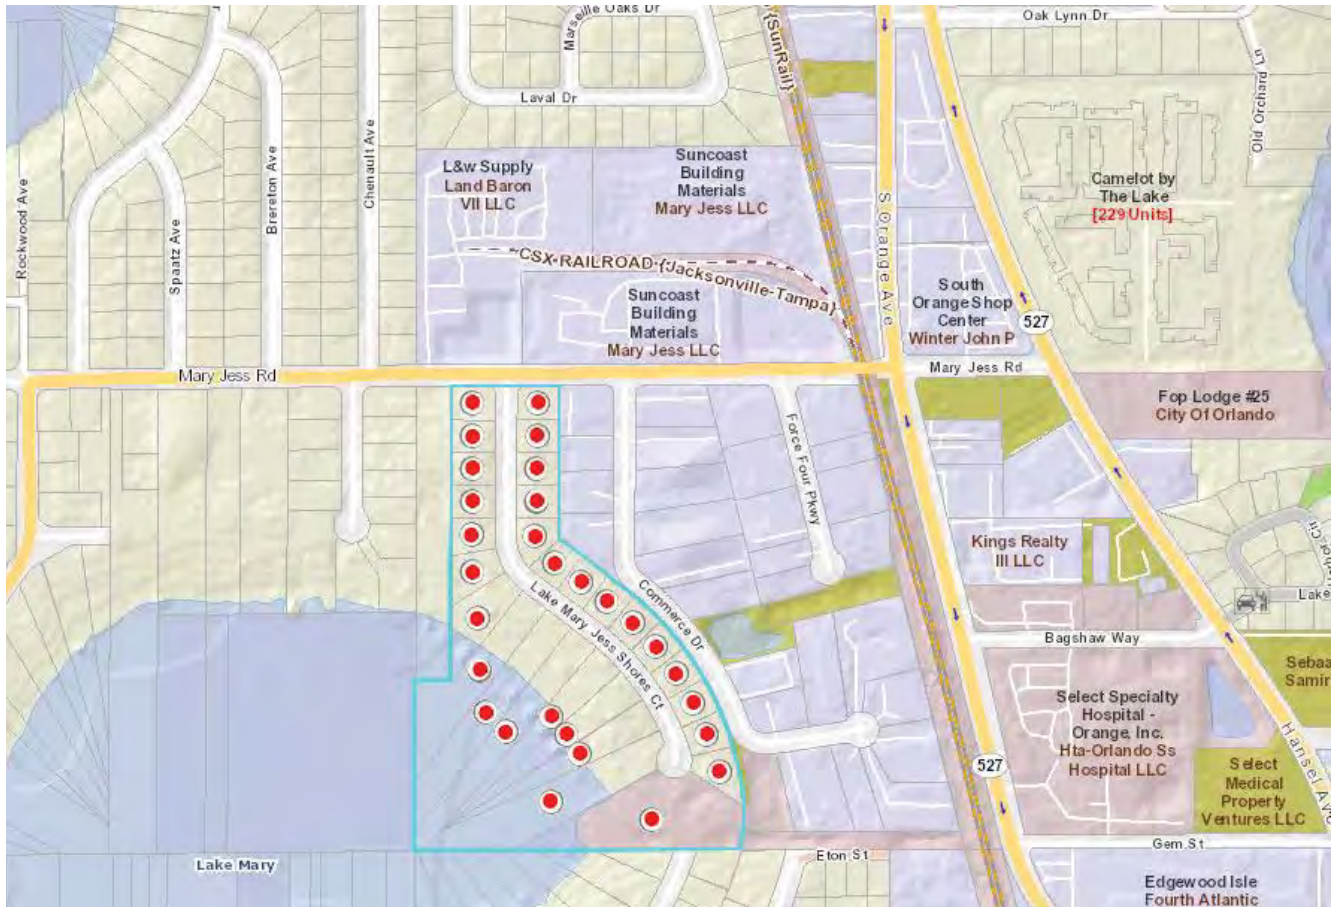 Marseille Oaks Dr
{SunRail}
Oak Lynn Dr
Laval Dr
Old Orchard Ln
Rockwood Ave
Spaatz Ave
Brereton Ave
Chenault Ave
L&w Supply
Land Baron
VII LLC
Suncoast
Building
Materials
Mary Jess LLC
Camelot by
The Lake
[229 Units]
S Orange Ave
~CSX-RAILROAD {Jacksonville-Tampa}
Suncoast
Building
Materials
Mary Jess LLC
South
Orange Shop
Center
Winter John P
527
Mary Jess Rd
Mary Jess Rd
Fop Lodge #25
City Of Orlando
Force Four Pkwy
Kings Realty
III LLC
Lake Mary Jess Shores Ct
Commerce Dr
Lake
Bagshaw Way
Sebaa
Samir
Select Specialty
Hospital -
Orange, Inc.
Hta-Orlando Ss
Hospital LLC
527
Hansel Ave
Select
Medical
Property
Ventures LLC
Gem St
Eton St
Lake Mary
Edgewood Isle
Fourth Atlantic